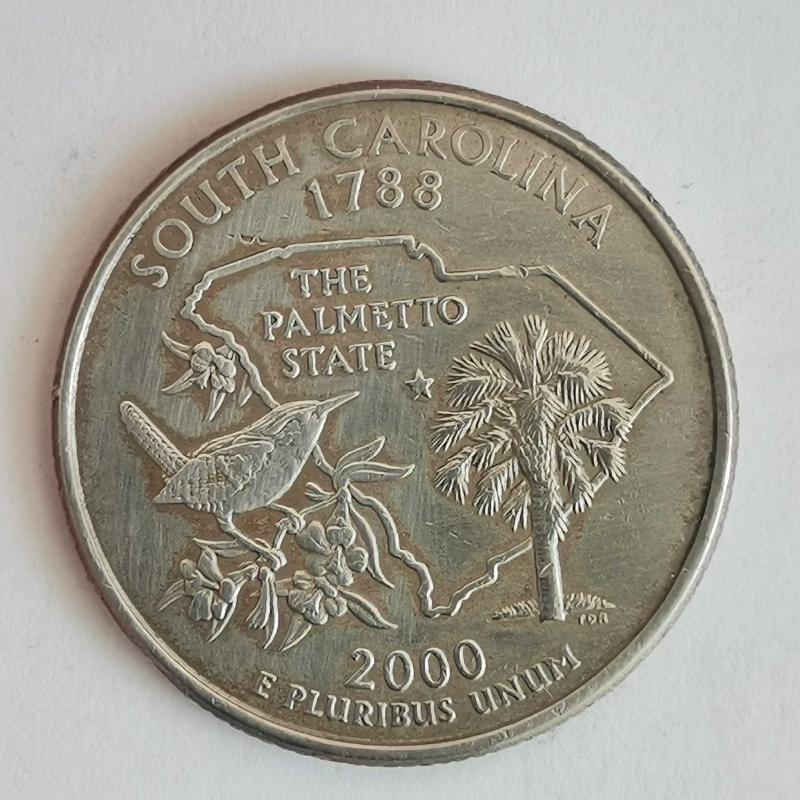 SOUTH CAROLINA
1788
THE
PALMETTO
STATE
2000
E PLURIBUS UNUM